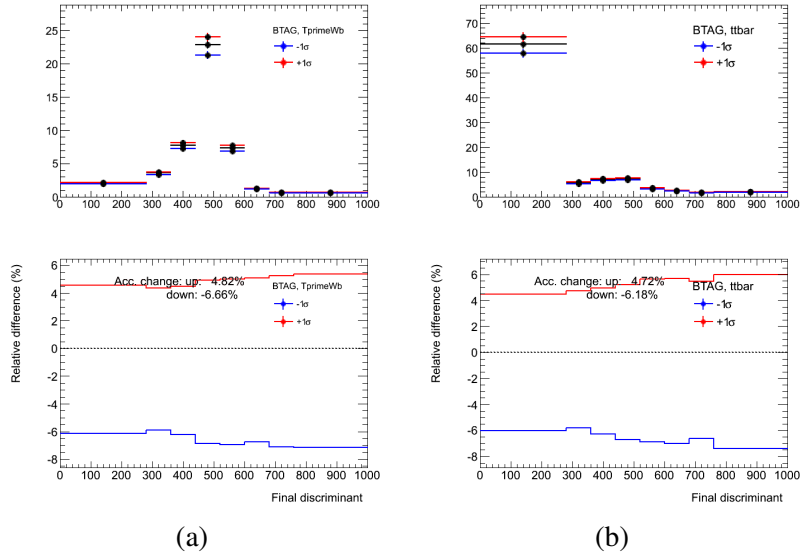 BTAG, TprimeWb
-1σ
+1σ
25
20
15
10
5
0
0 100 200 300 400 500 600 700 800 900 1000
BTAG, ttbar
-1σ
+1σ
70
60
50
40
30
20
10
0
0 100 200 300 400 500 600 700 800 900 1000
Relative difference (%)
Acc. change: up: 4.82%
down: -6.66%
BTAG, TprimeWb
-1σ
+1σ
6
4
2
0
-2
-4
-6
-8
0 100 200 300 400 500 600 700 800 900 1000
Final discriminant
Relative difference (%)
Acc. change: up: 4.72%
down: -6.18%
BTAG, ttbar
-1σ
+1σ
6
4
2
0
-2
-4
-6
-8
0 100 200 300 400 500 600 700 800 900 1000
Final discriminant
(a)
(b)